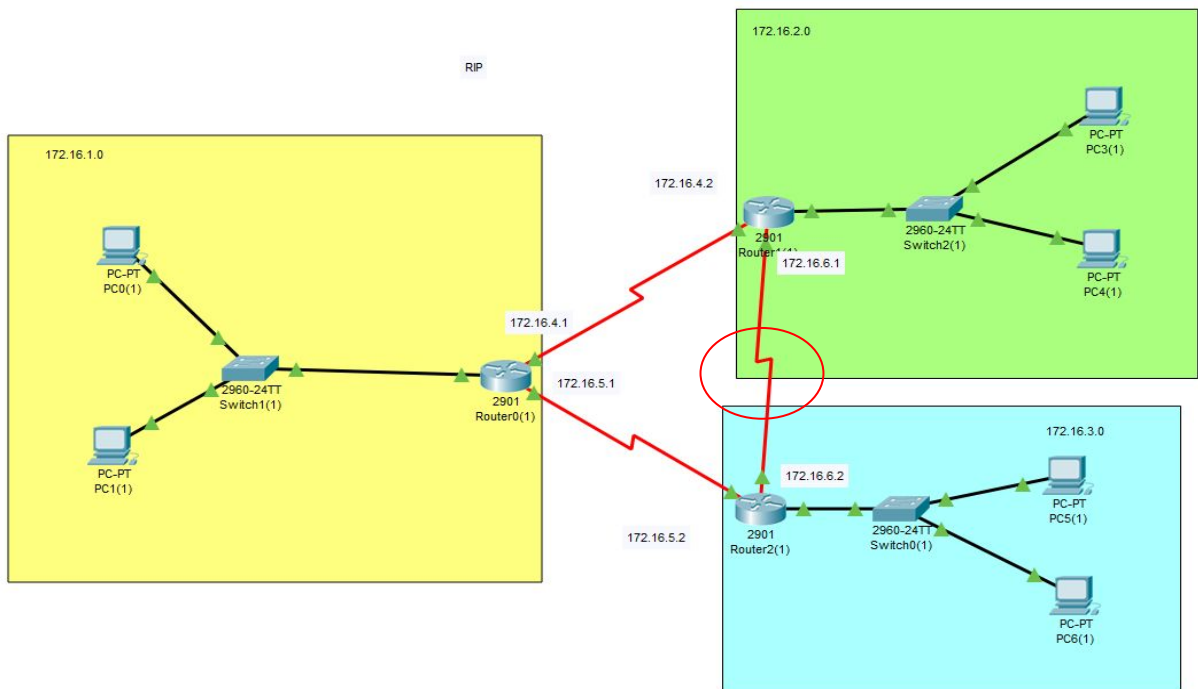 172.16.2.0
RIP
PC-PT
PC3(1)
172.16.1.0
172.16.4.2
2901
Router1(1)
2960-24TT
Switch2(1)
172.16.6.1
PC-PT
PC4(1)
PC-PT
PC0(1)
172.16.4.1
172.16.5.1
2960-24TT
Switch1(1)
2901
Router0(1)
172.16.3.0
PC-PT
PC1(1)
172.16.6.2
PC-PT
PC5(1)
172.16.5.2
2901
Router2(1)
2960-24TT
Switch0(1)
PC-PT
PC6(1)